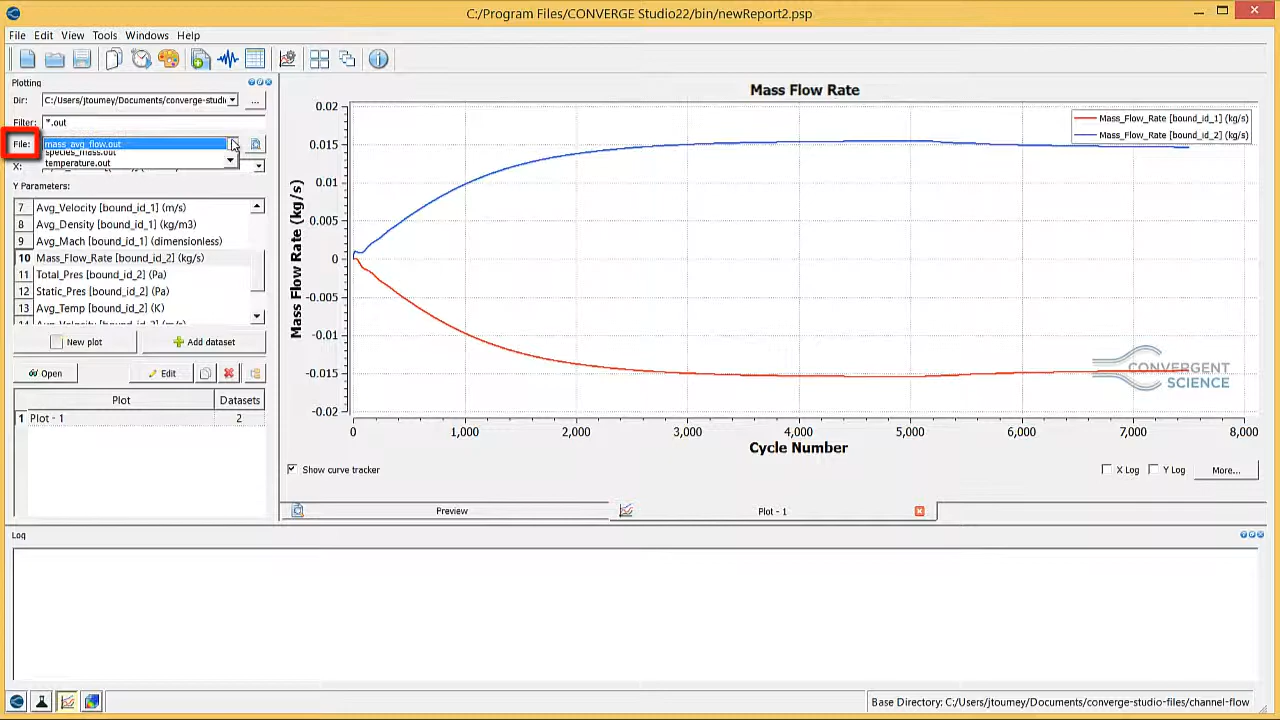 C:/Program Files/CONVERGE Studio22/bin/newReport2.psp
File Edit View Tools Windows Help
Plotting
Dir: C:/Users/jtoumey/Documents/converge-studi
...
Filter: *.out
File: mass_avg_flow.out
species_mass.out
temperature.out
X:
Y Parameters:
7 Avg_Velocity [bound_id_1] (m/s)
8 Avg_Density [bound_id_1] (kg/m3)
9 Avg_Mach [bound_id_1] (dimensionless)
10 Mass_Flow_Rate [bound_id_2] (kg/s)
11 Total_Pres [bound_id_2] (Pa)
12 Static_Pres [bound_id_2] (Pa)
13 Avg_Temp [bound_id_2] (K)
14 Avg_Velocity [bound_id_2] (m/s)
New plot
Add dataset
Open
Edit
Plot Datasets
1 Plot - 1 2
Mass Flow Rate
Mass_Flow_Rate [bound_id_1] (kg/s)
Mass_Flow_Rate [bound_id_2] (kg/s)
Mass Flow Rate (kg/s)
0.02
0.015
0.01
0.005
0
-0.005
-0.01
-0.015
-0.02
CONVERGENT
SCIENCE
0 1,000 2,000 3,000 4,000 5,000 6,000 7,000 8,000
Cycle Number
Show curve tracker
X Log
Y Log
More...
Preview
Plot - 1
Log
Base Directory: C:/Users/jtoumey/Documents/converge-studio-files/channel-flow